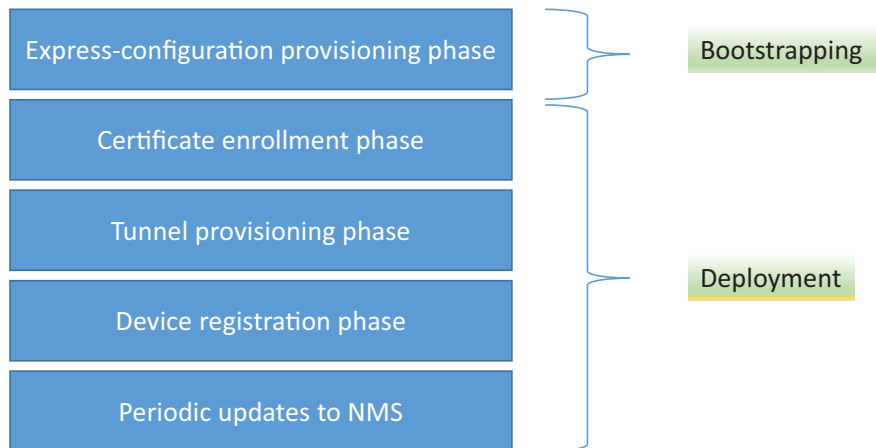 Express-configuration provisioning phase
Bootstrapping
Certificate enrollment phase
Tunnel provisioning phase
Deployment
Device registration phase
Periodic updates to NMS